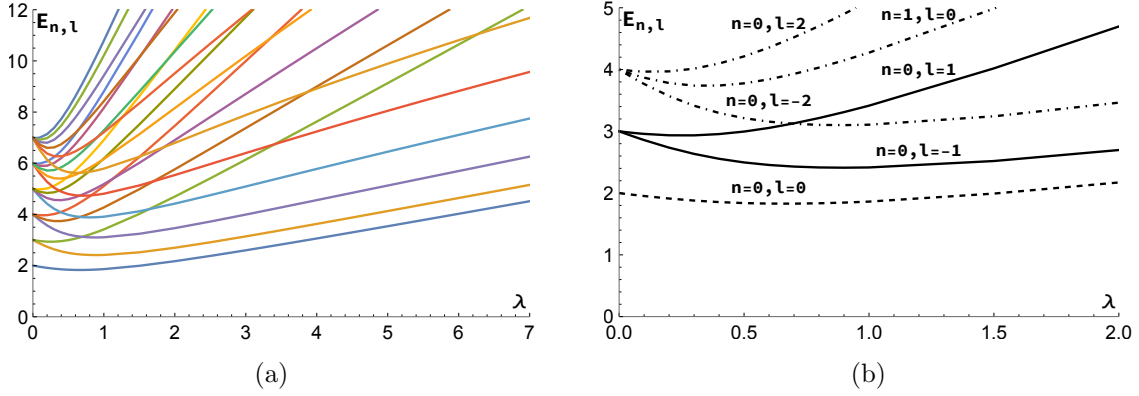 E_{n,l}
12
10
8
6
4
2
0
0 1 2 3 4 5 6 7
λ
(a)
E_{n,l}
5
4
3
2
1
0
0.0 0.5 1.0 1.5 2.0
λ
n=0,l=2
n=1,l=0
n=0,l=1
n=0,l=-2
n=0,l=-1
n=0,l=0
(b)